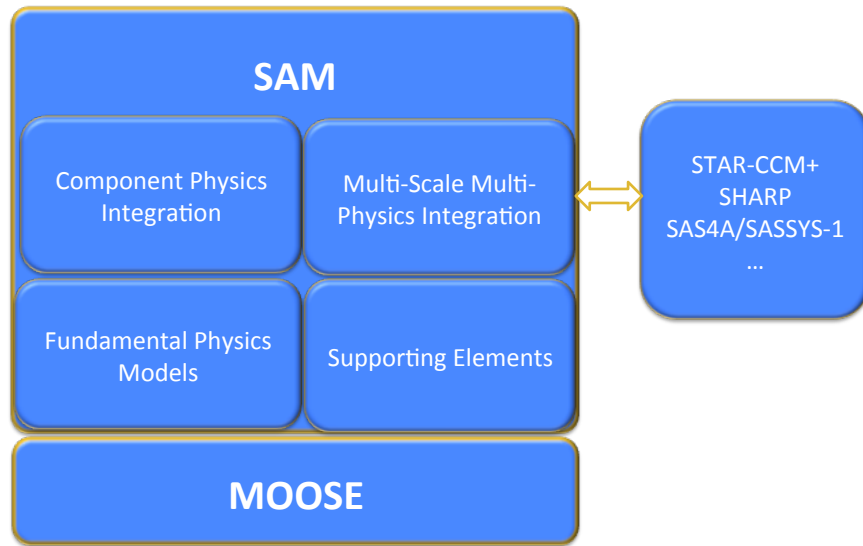 SAM
Component Physics
Integration
Multi-Scale Multi-
Physics Integration
Fundamental Physics
Models
Supporting Elements
MOOSE
STAR-CCM+
SHARP
SAS4A/SASSYS-1
…